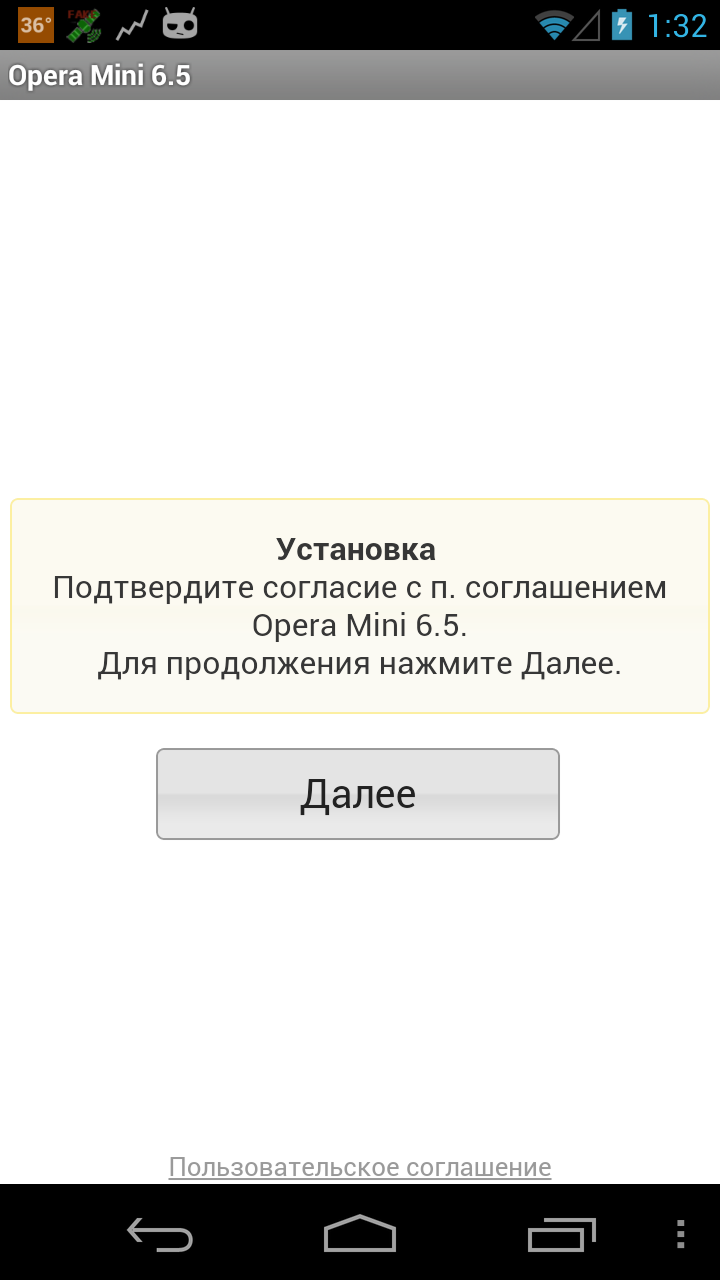 36°
FAKE
1:32
Opera Mini 6.5
Установка
Подтвердите согласие с п. соглашением
Opera Mini 6.5.
Для продолжения нажмите Далее.
Далее
Пользовательское соглашение